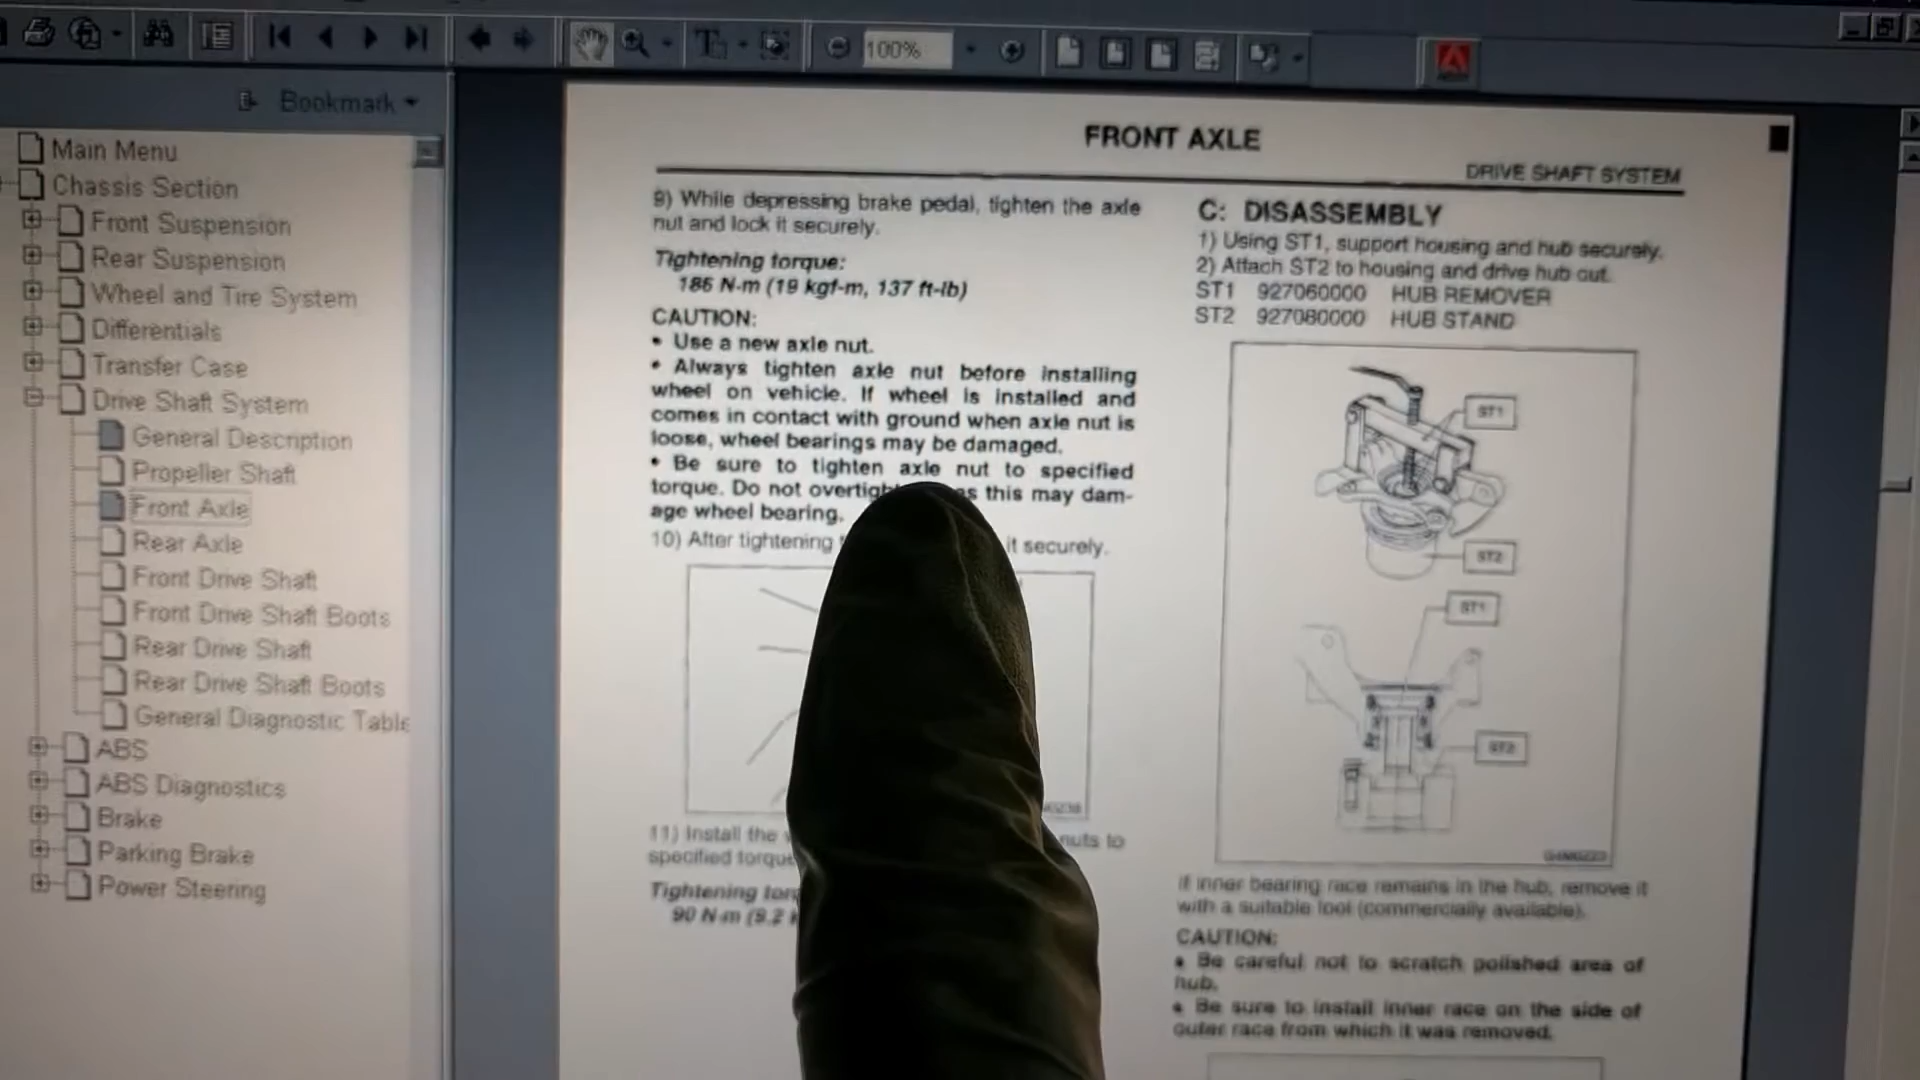 100%
Bookmark
Main Menu
Chassis Section
Front Suspension
Rear Suspension
Wheel and Tire System
Differentials
Transfer Case
Drive Shaft System
General Description
Propeller Shaft
Front Axle
Rear Axle
Front Drive Shaft
Front Drive Shaft Boots
Rear Drive Shaft
Rear Drive Shaft Boots
General Diagnostic Table
ABS
ABS Diagnostics
Brake
Parking Brake
Power Steering
FRONT AXLE
DRIVE SHAFT SYSTEM
9) While depressing brake pedal, tighten the axle
nut and lock it securely.
Tightening torque:
186 N·m (19 kgf-m, 137 ft-lb)
CAUTION:
• Use a new axle nut.
• Always tighten axle nut before installing
wheel on vehicle. If wheel is installed and
comes in contact with ground when axle nut is
loose, wheel bearings may be damaged.
• Be sure to tighten axle nut to specified
torque. Do not overtigh as this may dam-
age wheel bearing.
10) After tightening it securely.
11) Install the nuts to
specified torque
Tightening
90 N·m (9.2
C: DISASSEMBLY
1) Using ST1, support housing and hub securely.
2) Attach ST2 to housing and drive hub out.
ST1 927060000 HUB REMOVER
ST2 927080000 HUB STAND
ST1
ST2
ST1
ST2
If inner bearing race remains in the hub, remove it
with a suitable tool (commercially available).
CAUTION:
• Be careful not to scratch polished area of
hub.
• Be sure to install inner race on the side of
outer race from which it was removed.